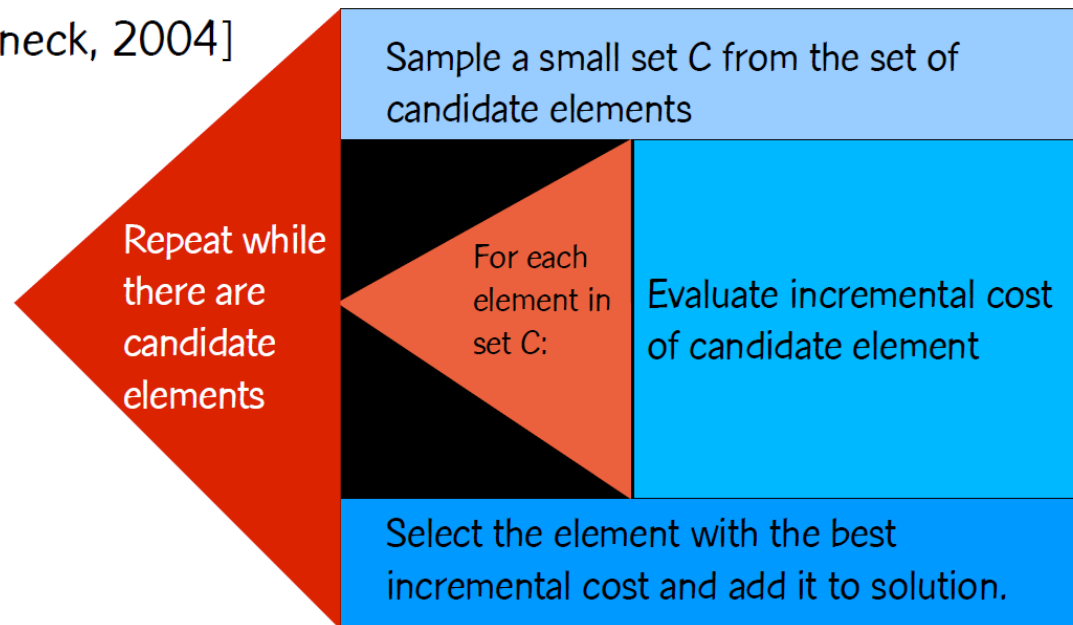 neck, 2004]
Sample a small set C from the set of
candidate elements
Repeat while
there are
candidate
elements
For each
element in
set C:
Evaluate incremental cost
of candidate element
Select the element with the best
incremental cost and add it to solution.